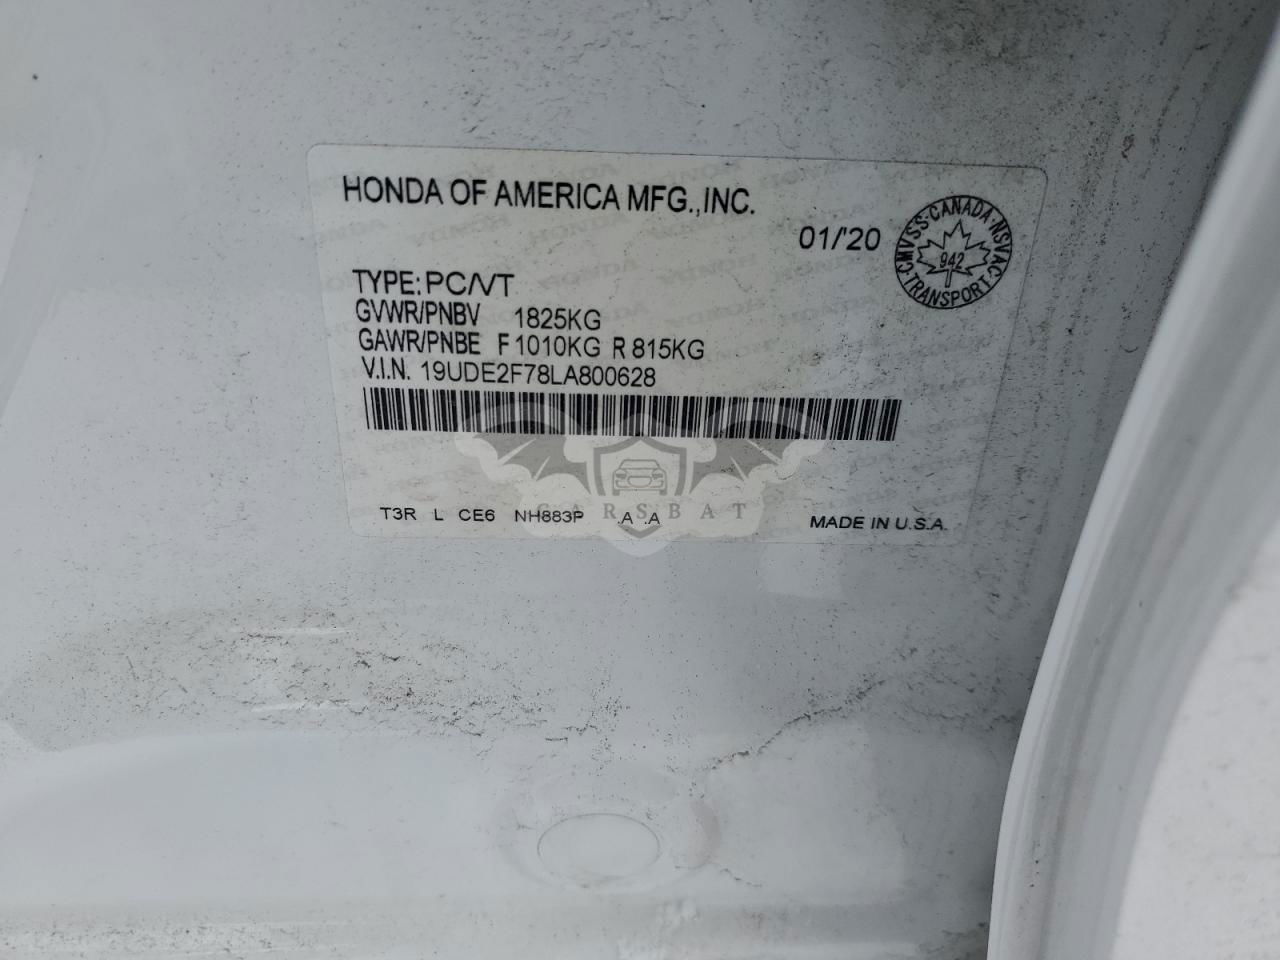 HONDA OF AMERICA MFG.,INC.
01/'20
CMVSS·CANADA·NSVAC
942
TRANSPORT
TYPE: PC/VT
GVWR/PNBV 1825KG
GAWR/PNBE F 1010KG R 815KG
V.I.N. 19UDE2F78LA800628
CARSBAT
T3R L CE6 NH883P .A .A
MADE IN U.S.A.